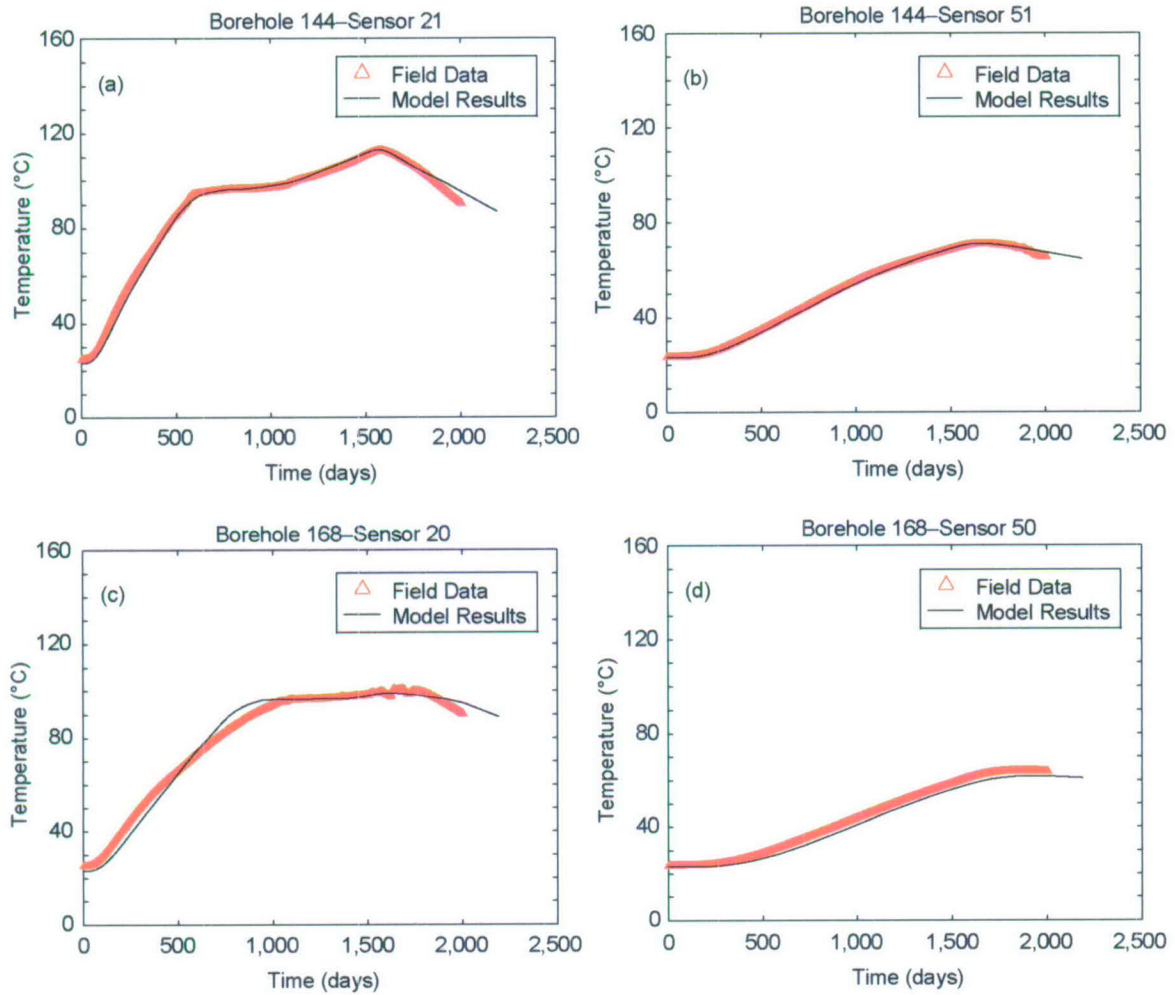 Borehole 144–Sensor 21
160
(a)
Field Data
Model Results
120
80
40
0
Temperature (°C)
0 500 1,000 1,500 2,000 2,500
Time (days)
Borehole 144–Sensor 51
160
(b)
Field Data
Model Results
120
80
40
0
Temperature (°C)
0 500 1,000 1,500 2,000 2,500
Time (days)
Borehole 168–Sensor 20
160
(c)
Field Data
Model Results
120
80
40
0
Temperature (°C)
0 500 1,000 1,500 2,000 2,500
Time (days)
Borehole 168–Sensor 50
160
(d)
Field Data
Model Results
120
80
40
0
Temperature (°C)
0 500 1,000 1,500 2,000 2,500
Time (days)